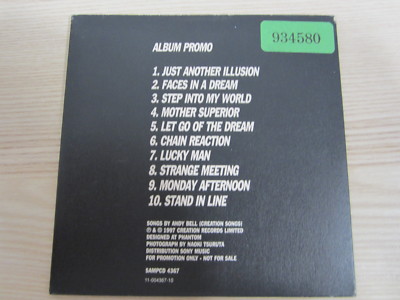 934580
ALBUM PROMO
1. JUST ANOTHER ILLUSION
2. FACES IN A DREAM
3. STEP INTO MY WORLD
4. MOTHER SUPERIOR
5. LET GO OF THE DREAM
6. CHAIN REACTION
7. LUCKY MAN
8. STRANGE MEETING
9. MONDAY AFTERNOON
10. STAND IN LINE
SONGS BY ANDY BELL (CREATION SONGS)
℗ & © 1997 CREATION RECORDS LIMITED
DESIGNED AT PHANTOM
PHOTOGRAPH BY NAOKI TSURUTA
DISTRIBUTION SONY MUSIC
FOR PROMOTION ONLY - NOT FOR SALE
SAMPCD 4367
11-004367-10